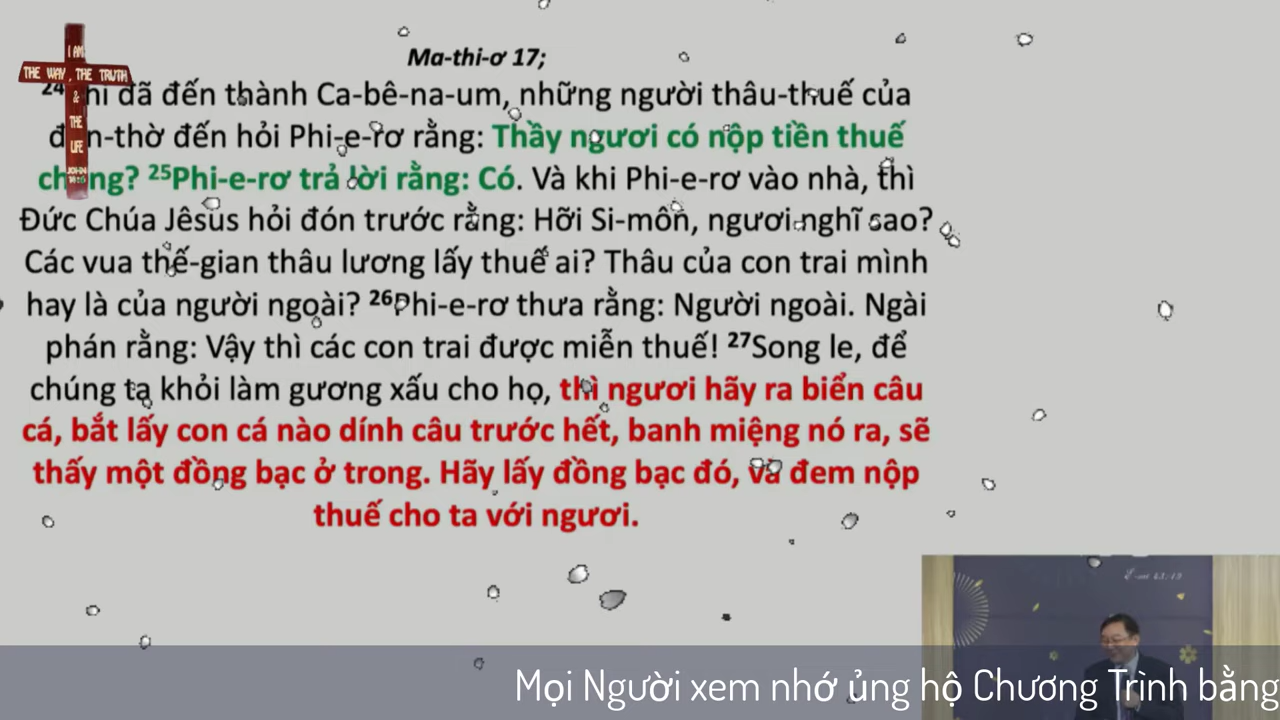 Ma-thi-ơ 17;
24 hi đã đến thành Ca-bê-na-um, những người thâu-thuế của
đ n-thờ đến hỏi Phi-e-rơ rằng: Thầy ngươi có nộp tiền thuế
ch ng? 25Phi-e-rơ trả lời rằng: Có. Và khi Phi-e-rơ vào nhà, thì
Đức Chúa Jêsus hỏi đón trước rằng: Hỡi Si-môn, ngươi nghĩ sao?
Các vua thế-gian thâu lương lấy thuế ai? Thâu của con trai mình
hay là của người ngoài? 26Phi-e-rơ thưa rằng: Người ngoài. Ngài
phán rằng: Vậy thì các con trai được miễn thuế! 27Song le, để
chúng ta khỏi làm gương xấu cho họ, thì ngươi hãy ra biển câu
cá, bắt lấy con cá nào dính câu trước hết, banh miệng nó ra, sẽ
thấy một đồng bạc ở trong. Hãy lấy đồng bạc đó, và đem nộp
thuế cho ta với ngươi.
I AM
THE WAY, THE TRUTH
&
THE
LIFE
JOHN
Mọi Người xem nhớ ủng hộ Chương Trình bằng